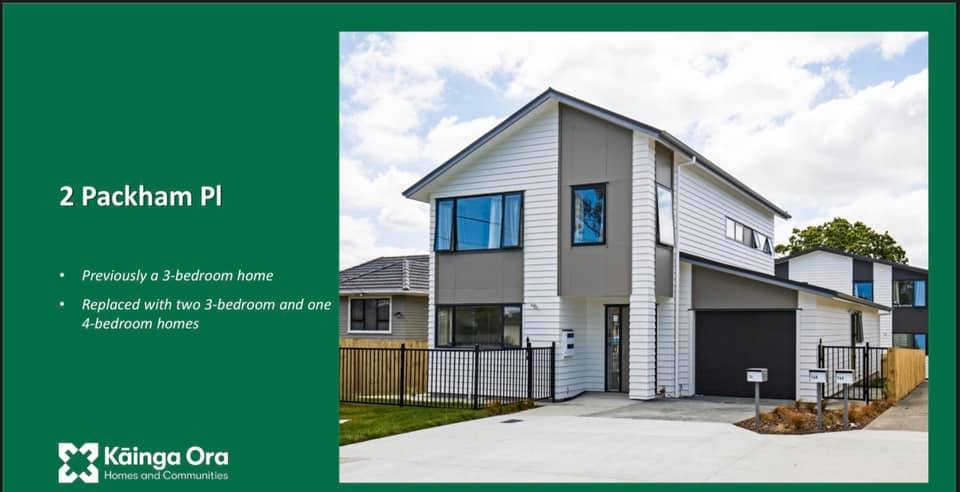 2 Packham Pl
• Previously a 3-bedroom home
• Replaced with two 3-bedroom and one
4-bedroom homes
Kāinga Ora
Homes and Communities